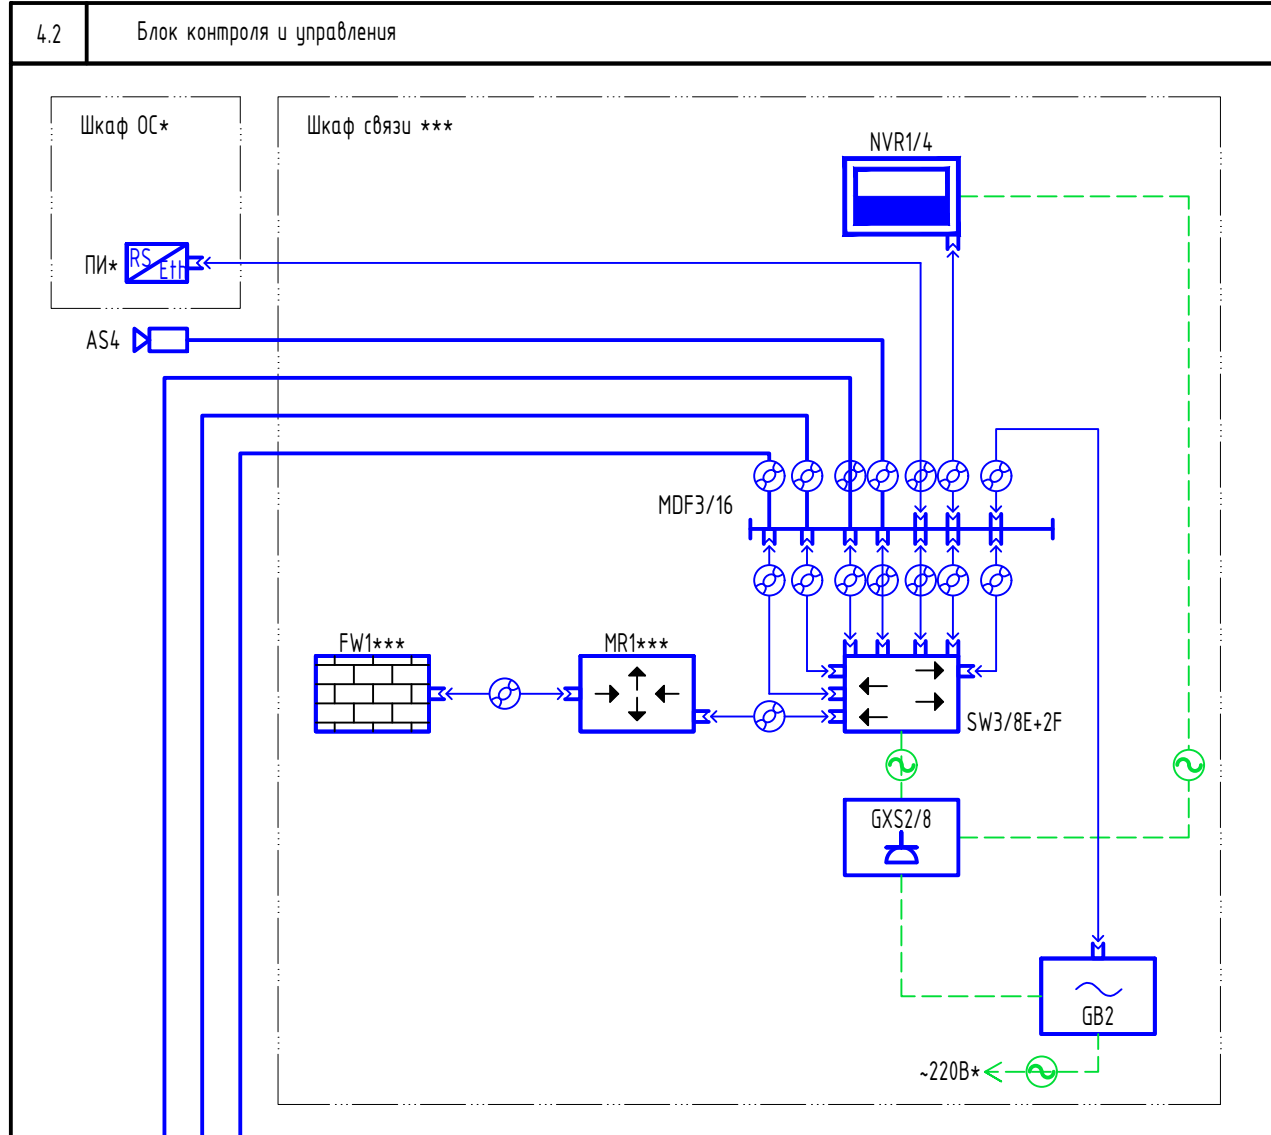 4.2
Блок контроля и управления
Шкаф ОС*
Шкаф связи ***
NVR1/4
ПИ*
RS
Eth
AS4
MDF3/16
FW1***
MR1***
SW3/8E+2F
GXS2/8
GB2
~220В*